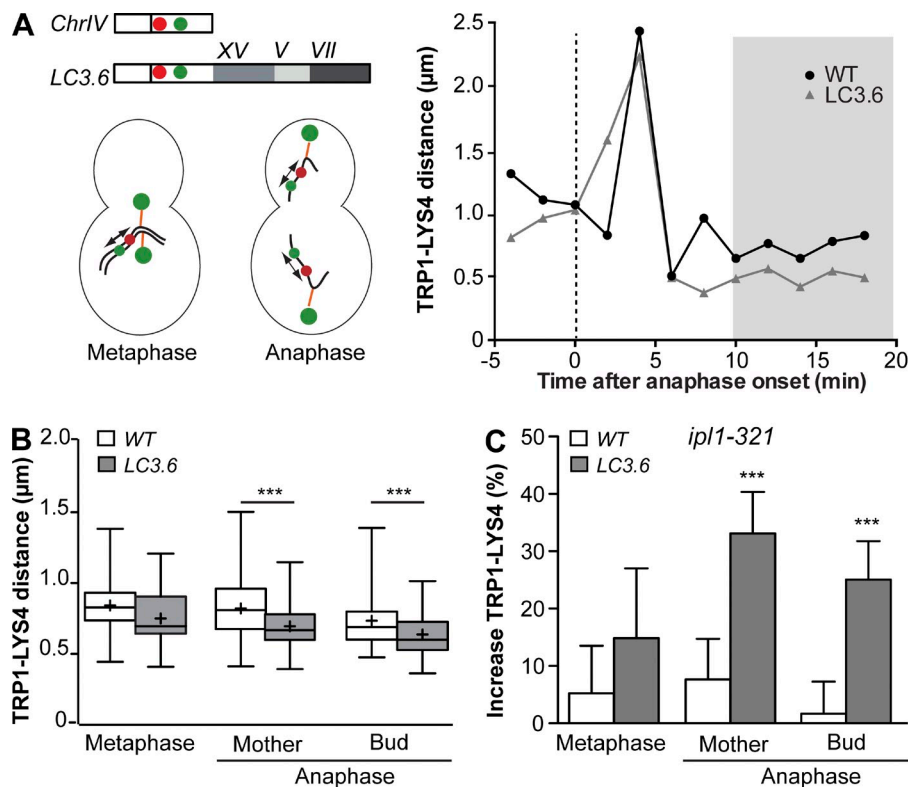 A
ChrIV
XV V VII
LC3.6
Metaphase
Anaphase
TRP1-LYS4 distance (µm)
2.5
2.0
1.5
1.0
0.5
0
-5 0 5 10 15 20
Time after anaphase onset (min)
WT
LC3.6
B
TRP1-LYS4 distance (µm)
2.0
1.5
1.0
0.5
0
WT
LC3.6
*** ***
Metaphase Mother Bud
Anaphase
C
Increase TRP1-LYS4 (%)
50
40
30
20
10
0
WT
LC3.6
ipl1-321
***
***
Metaphase Mother Bud
Anaphase